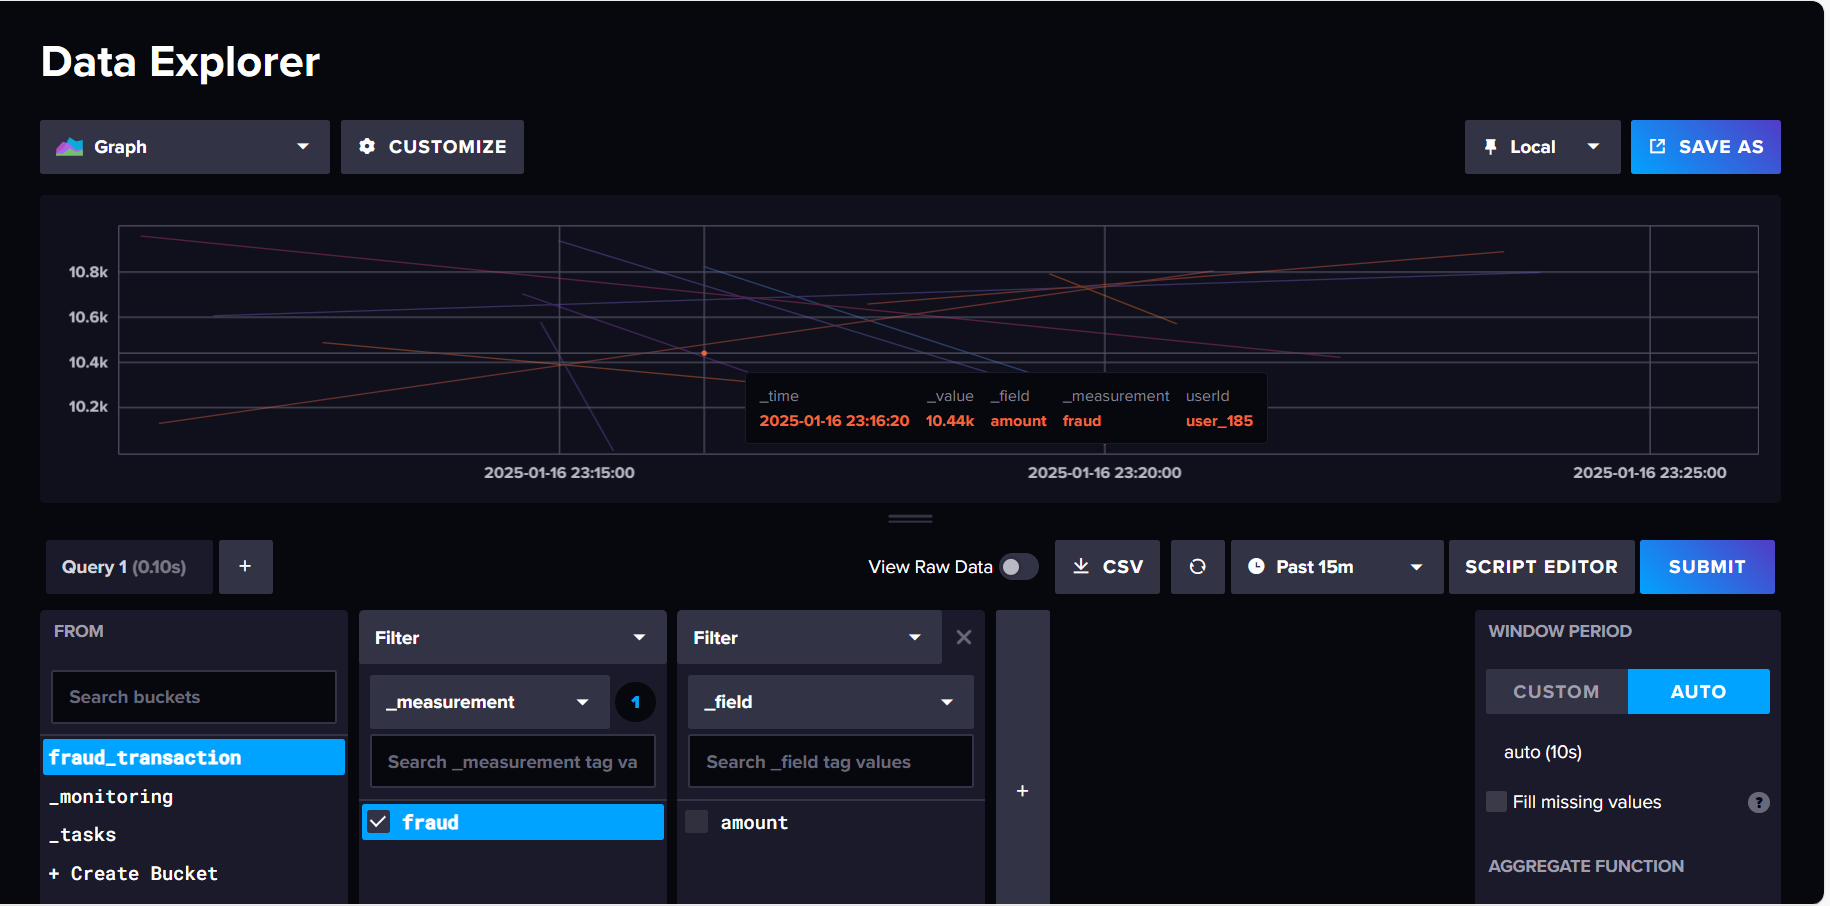 Data Explorer
Graph
CUSTOMIZE
Local
SAVE AS
10.8k
10.6k
10.4k
10.2k
_time _value _field _measurement userId
2025-01-16 23:16:20 10.44k amount fraud user_185
2025-01-16 23:15:00 2025-01-16 23:20:00 2025-01-16 23:25:00
Query 1 (0.10s)
+
View Raw Data
CSV
Past 15m
SCRIPT EDITOR
SUBMIT
FROM
Search buckets
fraud_transaction
_monitoring
_tasks
+ Create Bucket
Filter
_measurement
1
Search _measurement tag va
fraud
Filter
_field
Search _field tag values
amount
+
WINDOW PERIOD
CUSTOM
AUTO
auto (10s)
Fill missing values
?
AGGREGATE FUNCTION